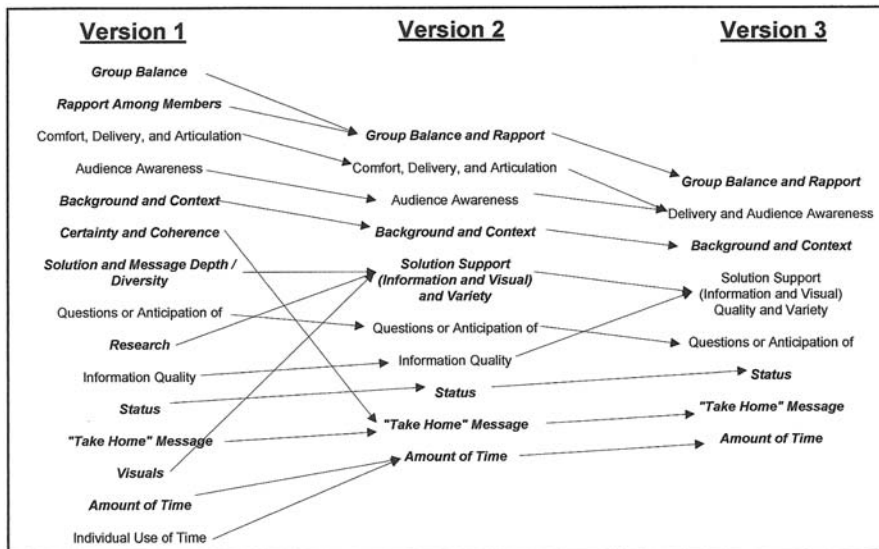 Version 1
Group Balance
Rapport Among Members
Comfort, Delivery, and Articulation
Audience Awareness
Background and Context
Certainty and Coherence
Solution and Message Depth /
Diversity
Questions or Anticipation of
Research
Information Quality
Status
"Take Home" Message
Visuals
Amount of Time
Individual Use of Time
Version 2
Group Balance and Rapport
Comfort, Delivery, and Articulation
Audience Awareness
Background and Context
Solution Support
(Information and Visual)
and Variety
Questions or Anticipation of
Information Quality
Status
"Take Home" Message
Amount of Time
Version 3
Group Balance and Rapport
Delivery and Audience Awareness
Background and Context
Solution Support
(Information and Visual)
Quality and Variety
Questions or Anticipation of
Status
"Take Home" Message
Amount of Time